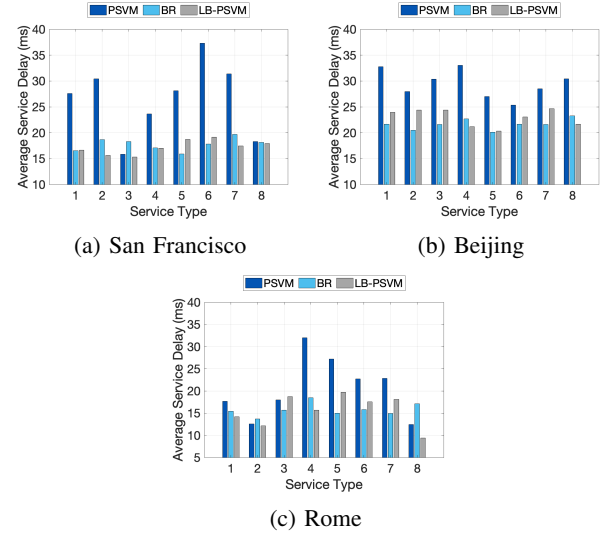 PSVM BR LB-PSVM
Average Service Delay (ms)
40
35
30
25
20
15
10
1 2 3 4 5 6 7 8
Service Type
(a) San Francisco
PSVM BR LB-PSVM
Average Service Delay (ms)
40
35
30
25
20
15
10
1 2 3 4 5 6 7 8
Service Type
(b) Beijing
PSVM BR LB-PSVM
Average Service Delay (ms)
40
35
30
25
20
15
10
5
1 2 3 4 5 6 7 8
Service Type
(c) Rome